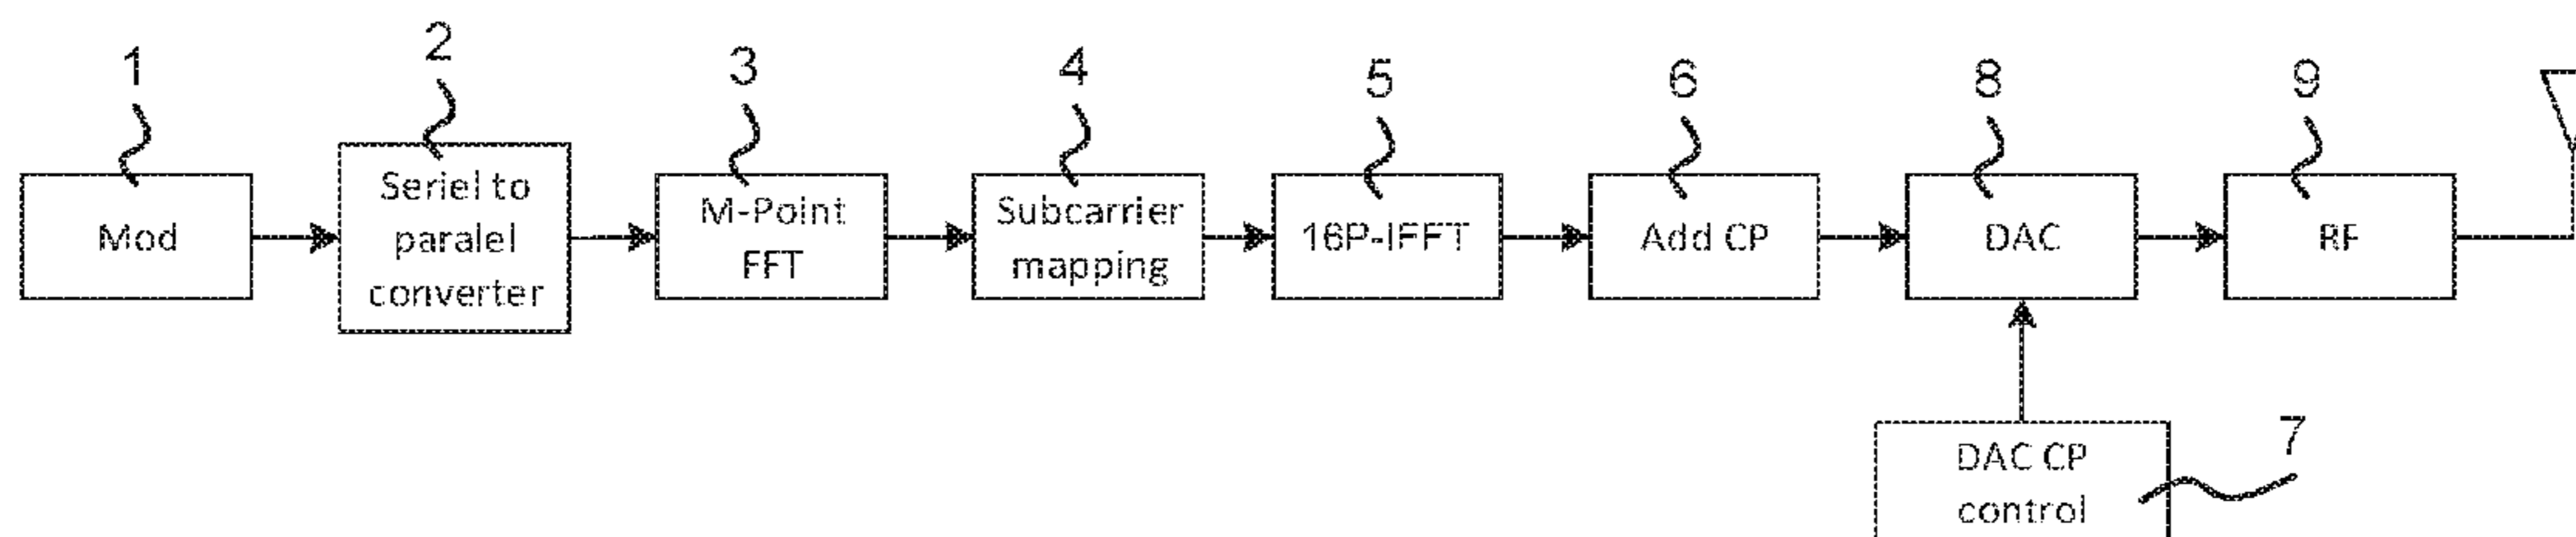 1
2
3
4
5
6
8
9
Mod
Seriel to
paralel
converter
M-Point
FFT
Subcarrier
mapping
16P-IFFT
Add CP
DAC
RF
7
DAC CP
control